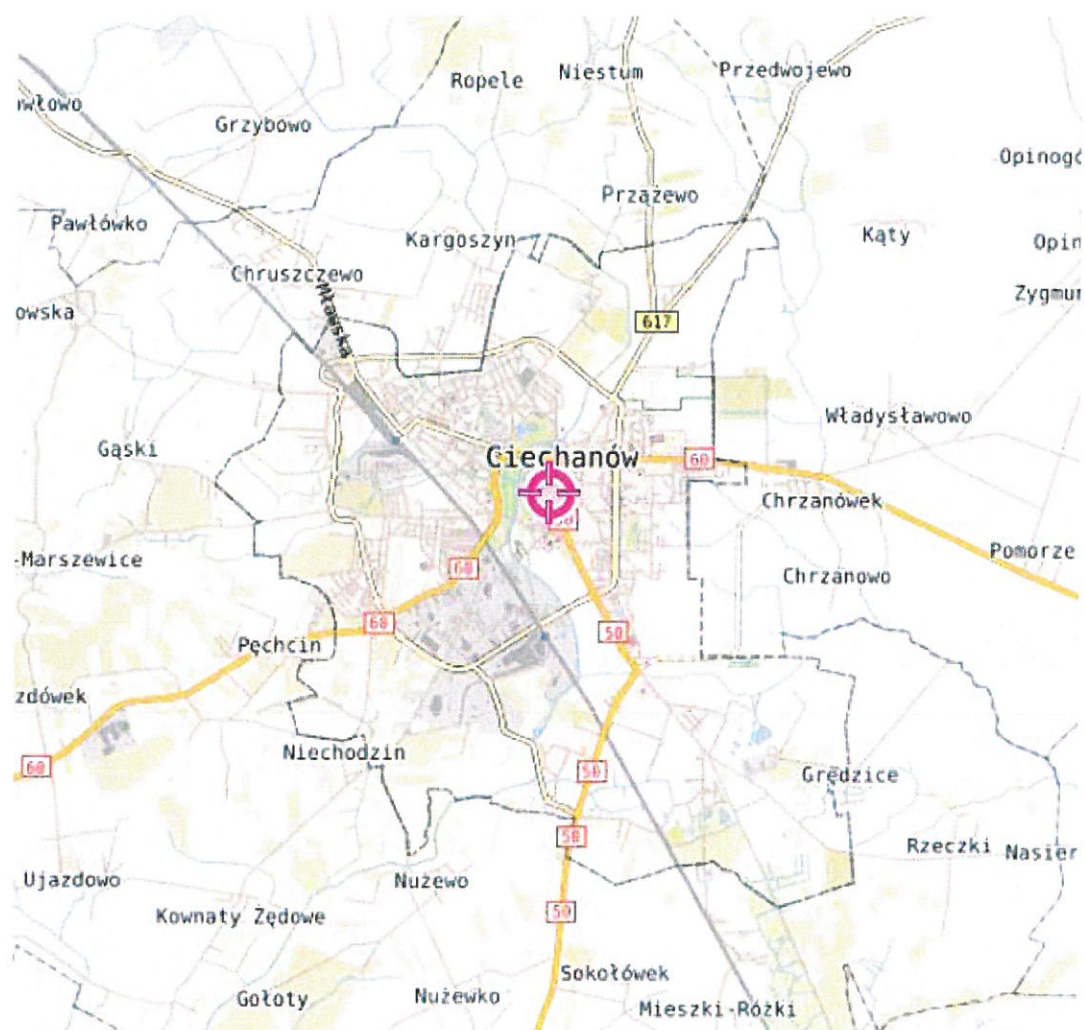 Ropele
Niestum
Przedwojewo
Grzybowo
Opinogó
Przążewo
Pawłówko
Kargoszyn
Kąty
Opin
Chruszczewo
Zygmun
Mławska
owska
617
Władysławowo
Gąski
Ciechanów
60
Chrzanówek
50
Pomorze
-Marszewice
60
Chrzanowo
60
50
Pęchcin
zdówek
Niechodzin
60
50
Grędzice
50
Rzeczki
Nasier
Ujazdowo
Nużewo
Kownaty Żędowe
50
Sokołówek
Gołoty
Nużewko
Mieszki-Różki